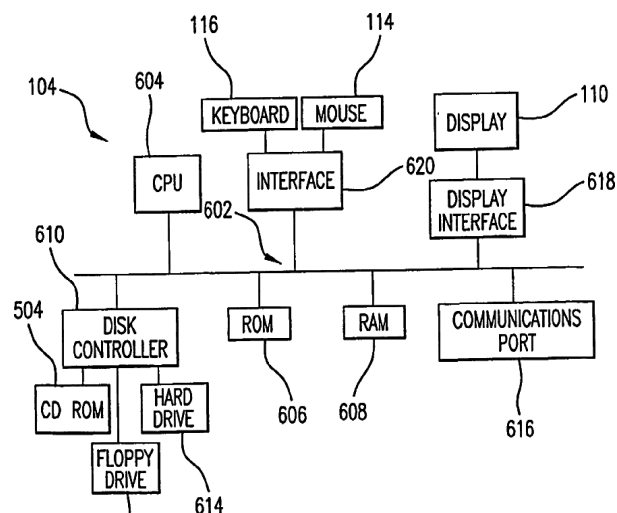 116
114
604
104
KEYBOARD
MOUSE
110
DISPLAY
CPU
INTERFACE
620
DISPLAY
INTERFACE
618
602
610
504
DISK
CONTROLLER
ROM
RAM
COMMUNICATIONS
PORT
CD ROM
HARD
DRIVE
606
608
616
FLOPPY
DRIVE
614